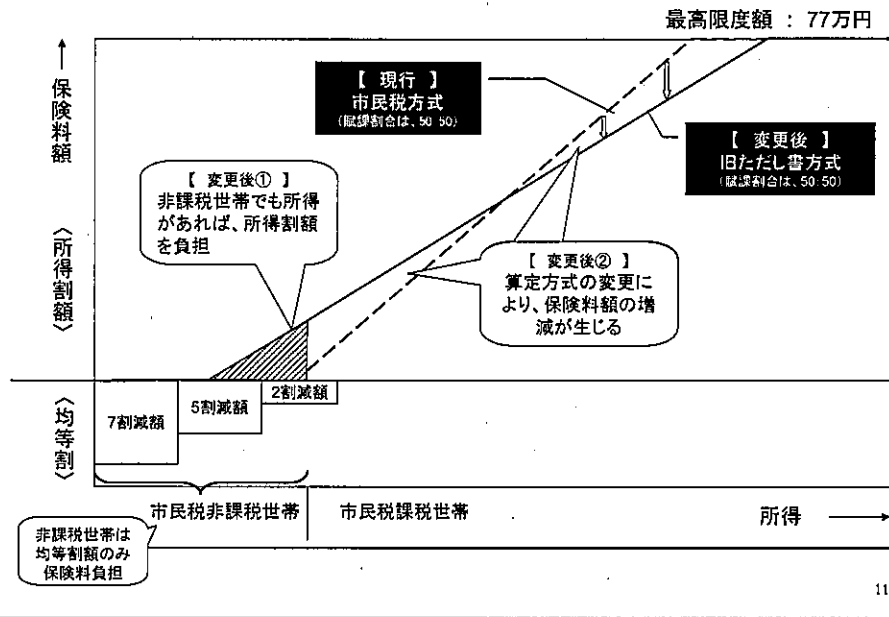 最高限度額 : 77万円
保険料額
〈所得割額〉
〈均等割〉
【 現行 】
市民税方式
(賦課割合は、50:50)
【 変更後 】
旧ただし書方式
(賦課割合は、50:50)
【 変更後① 】
非課税世帯でも所得
があれば、所得割額
を負担
【 変更後② 】
算定方式の変更に
より、保険料額の増
減が生じる
7割減額
5割減額
2割減額
市民税非課税世帯
市民税課税世帯
所得
非課税世帯は
均等割額のみ
保険料負担
11